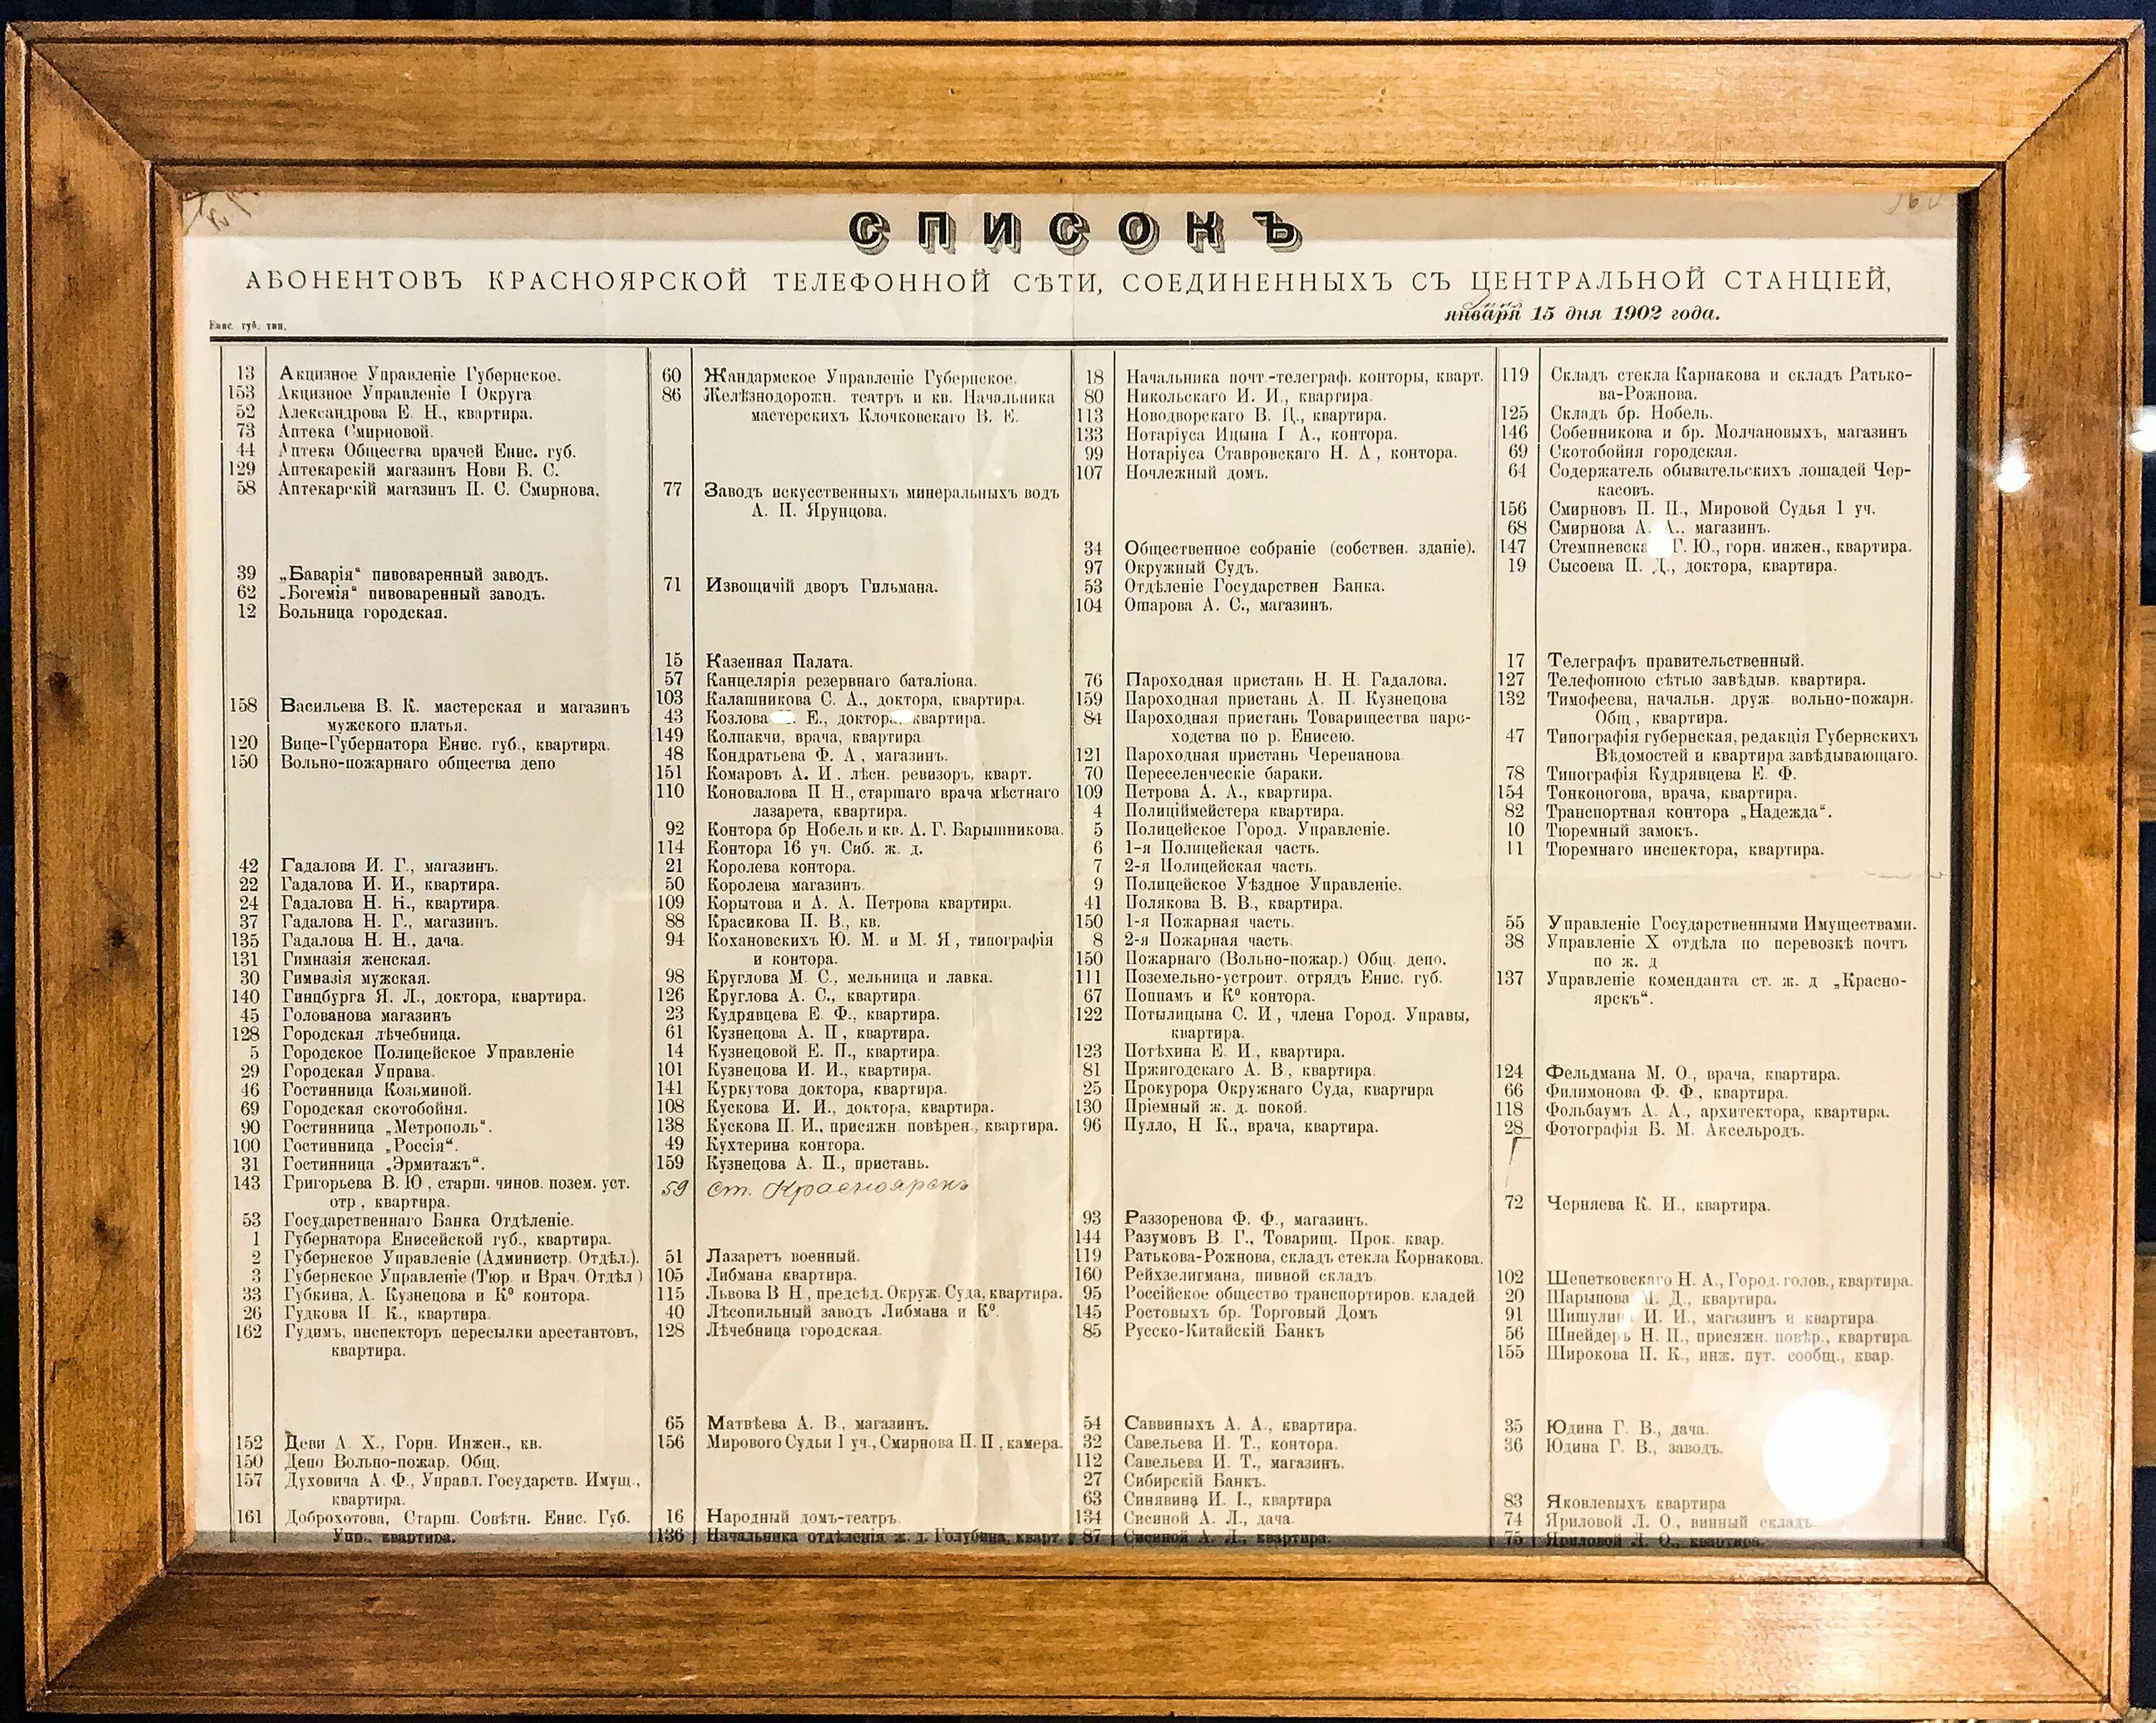 СПИСОКЪ
АБОНЕНТОВЪ КРАСНОЯРСКОЙ ТЕЛЕФОННОЙ СѢТИ, СОЕДИНЕННЫХЪ СЪ ЦЕНТРАЛЬНОЙ СТАНЦІЕЙ,
января 15 дня 1902 года.
Енис. губ. тип.
13 Акцизное Управленіе Губернское.
153 Акцизное Управленіе I Округа
52 Александрова Е. Н., квартира.
73 Аптека Смирновой.
44 Аптека Общества врачей Енис. губ.
129 Аптекарскій магазинъ Нови Б. С.
58 Аптекарскій магазинъ П. С. Смирнова.
39 „Баварія“ пивоваренный заводъ.
62 „Богемія“ пивоваренный заводъ.
12 Больница городская.
158 Васильева В. К. мастерская и магазинъ
мужского платья.
120 Вице-Губернатора Енис. губ., квартира.
150 Вольно-пожарнаго общества депо
42 Гадалова И. Г., магазинъ.
22 Гадалова И. И., квартира.
24 Гадалова Н. Н., квартира.
37 Гадалова Н. Г., магазинъ.
135 Гадалова Н. Н., дача.
131 Гимназія женская.
30 Гимназія мужская.
140 Гинцбурга Я. Л., доктора, квартира.
45 Голованова магазинъ
128 Городская лѣчебница.
5 Городское Полицейское Управленіе
29 Городская Управа.
46 Гостинница Козьминой.
69 Городская скотобойня.
90 Гостинница „Метрополь“.
100 Гостинница „Россія“.
31 Гостинница „Эрмитажъ“.
143 Григорьева В. Ю, старш. чинов. позем. уст.
отр, квартира.
53 Государственнаго Банка Отдѣленіе.
1 Губернатора Енисейской губ., квартира.
2 Губернское Управленіе (Администр. Отдѣл.).
3 Губернское Управленіе (Тюр. и Врач. Отдѣл)
33 Губкина, А. Кузнецова и Кº контора.
26 Гудкова П. К., квартира.
162 Гудимъ, инспекторъ пересылки арестантовъ,
квартира.
152 Деви А. Х., Горн. Инжен., кв.
150 Депо Вольно-пожар. Общ.
157 Духовича А. Ф., Управл. Государств. Имущ.,
квартира.
161 Доброхотова, Старш. Совѣтн. Енис. Губ.
Упр., квартира.
60 Жандармское Управленіе Губернское.
86 Желѣзнодорожн. театръ и кв. Начальника
мастерскихъ Клочковскаго В. Е.
77 Заводъ искусственныхъ минеральныхъ водъ
А. П. Ярунцова.
71 Извощичій дворъ Гильмана.
15 Казенная Палата.
57 Канцелярія резервнаго баталіона.
103 Калашникова С. А., доктора, квартира.
43 Козлова Е., доктора, квартира.
149 Колпакчи, врача, квартира
48 Кондратьева Ф. А, магазинъ.
151 Комаровъ А. И. лѣсн. ревизоръ, кварт.
110 Коновалова П. Н., старшаго врача мѣстнаго
лазарета, квартира.
92 Контора бр Нобель и кв. А. Г. Барышникова.
114 Контора 16 уч. Сиб. ж. д.
21 Королева контора.
50 Королева магазинъ.
109 Корытова и А. А. Петрова квартира.
88 Красикова П. В., кв.
94 Кохановскихъ Ю. М. и М. Я, типографія
и контора.
98 Круглова М. С., мельница и лавка.
126 Круглова А. С., квартира.
23 Кудрявцева Е. Ф., квартира.
61 Кузнецова А. П, квартира.
14 Кузнецовой Е. П., квартира.
101 Кузнецова И. И., квартира.
141 Куркутова доктора, квартира.
108 Кускова И. И., доктора, квартира.
138 Кускова П. И., присяжн. повѣрен., квартира.
49 Кухтерина контора.
159 Кузнецова А. П., пристань.
59 Ст. Красноярскъ
51 Лазаретъ военный.
105 Либмана квартира.
115 Львова В Н, предсѣд. Окруж. Суда, квартира.
40 Лѣсопильный заводъ Либмана и Кº.
128 Лѣчебница городская.
65 Матвѣева А. В., магазинъ.
156 Мирового Судьи 1 уч., Смирнова П. П, камера.
16 Народный домъ-театръ.
136 Начальника отдѣленія ж. д. Голубина, кварт.
18 Начальника почт-телеграф. конторы, кварт.
80 Никольскаго И. И., квартира.
113 Новодворскаго В. Ц., квартира.
133 Нотаріуса Ицына I А., контора.
99 Нотаріуса Ставровскаго Н. А, контора.
107 Ночлежный домъ.
34 Общественное собраніе (собствен. зданіе).
97 Окружный Судъ.
53 Отдѣленіе Государствен Банка.
104 Ошарова А. С., магазинъ.
76 Пароходная пристань Н. Н. Гадалова.
159 Пароходная пристань А. П. Кузнецова
84 Пароходная пристань Товарищества паро-
ходства по р. Енисею.
121 Пароходная пристань Черепанова
70 Переселенческіе бараки.
109 Петрова А. А., квартира.
4 Полиціймейстера квартира.
5 Полицейское Город. Управленіе.
6 1-я Полицейская часть.
7 2-я Полицейская часть.
9 Полицейское Уѣздное Управленіе.
41 Полякова В. В., квартира.
150 1-я Пожарная часть.
8 2-я Пожарная часть.
150 Пожарнаго (Вольно-пожар.) Общ. депо.
111 Поземельно-устроит. отрядъ Енис. губ.
67 Поппамъ и Кº контора.
122 Потылицына С. И, члена Город. Управы,
квартира.
123 Потѣхина Е. И, квартира.
81 Пржигодскаго А. В, квартира.
25 Прокурора Окружнаго Суда, квартира
130 Пріемный ж. д. покой.
96 Пулло, Н К., врача, квартира.
93 Раззоренова Ф. Ф., магазинъ.
144 Разумовъ В. Г., Товарищ. Прок. квар.
119 Ратькова-Рожнова, складъ стекла Корнакова.
160 Рейхзелигмана, пивной складъ.
95 Россійское общество транспортиров. кладей
145 Ростовыхъ бр. Торговый Домъ
85 Русско-Китайскій Банкъ
54 Саввиныхъ А. А., квартира.
32 Савельева И. Т., контора.
112 Савельева И. Т., магазинъ.
27 Сибирскій Банкъ.
63 Синявина И. I., квартира
134 Сисиной А. Л., дача.
87 Сисиной А. Л., квартира.
119 Складъ стекла Карнакова и складъ Ратько-
ва-Рожнова.
125 Складъ бр. Нобель.
146 Собенникова и бр. Молчановыхъ, магазинъ
69 Скотобойня городская.
64 Содержатель обывательскихъ лошадей Чер-
касовъ.
156 Смирновъ П. П., Мировой Судья 1 уч.
68 Смирнова А. А., магазинъ.
147 Г. Ю., горн. инжен., квартира.
19 Сысоева П. Д., доктора, квартира.
17 Телеграфъ правительственный.
127 Телефонною сѣтью завѣдыв. квартира.
132 Тимофеева, начальн. друж. вольно-пожарн.
Общ, квартира.
47 Типографія губернская, редакція Губернскихъ
Вѣдомостей и квартира завѣдывающаго.
78 Типографія Кудрявцева Е. Ф.
154 Тонконогова, врача, квартира.
82 Транспортная контора „Надежда“.
10 Тюремный замокъ.
11 Тюремнаго инспектора, квартира.
55 Управленіе Государственными Имуществами.
38 Управленіе X отдѣла по перевозкѣ почтъ
по ж. д
137 Управленіе коменданта ст. ж. д „Красно-
ярскъ“.
124 Фельдмана М. О., врача, квартира.
66 Филимонова Ф. Ф., квартира.
118 Фольбаумъ А. А., архитектора, квартира.
28 Фотографія Б. М. Аксельродъ.
72 Черняева К. И., квартира.
102 Шепетковскаго Н. А., Город. голов., квартира.
20 Шарыпова М. Д., квартира.
91 И. И., магазинъ и квартира
56 Шнейдеръ Н. П., присяжн. повѣр., квартира.
155 Широкова П. К., инж. пут. сообщ., квар.
35 Юдина Г. В., дача.
36 Юдина Г. В., заводъ.
83 Яковлевыхъ квартира
74 Яриловой Л. О., винный складъ
75 Яриловой Л. О., квартира.